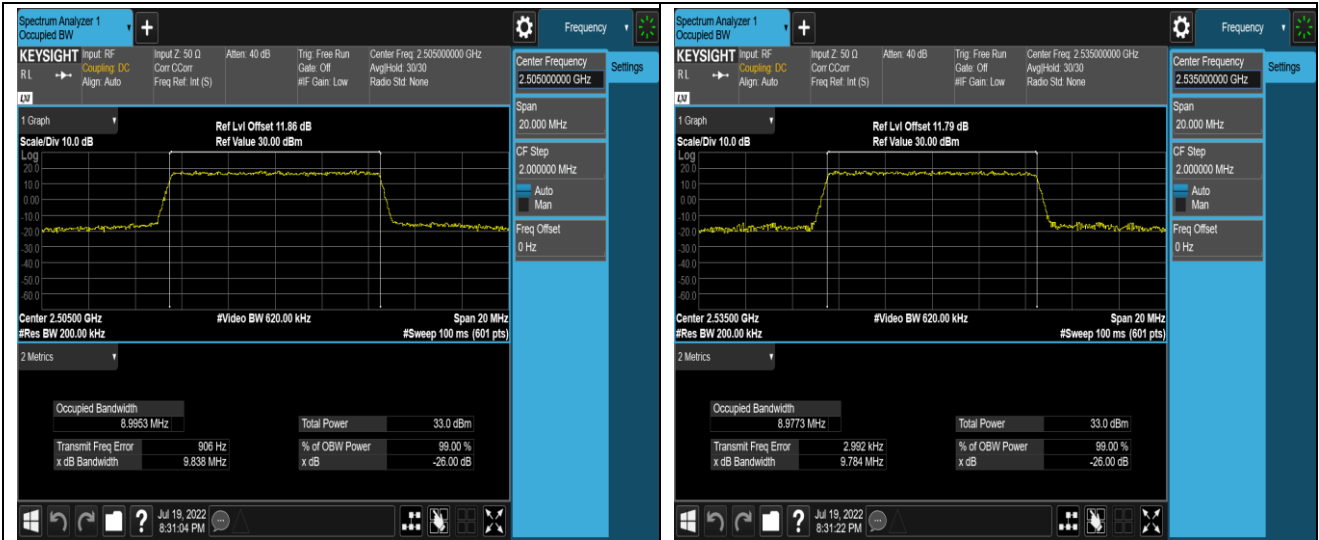 Spectrum Analyzer 1
Occupied BW
+
Frequency
KEYSIGHT
Input: RF
Coupling: DC
Align: Auto
Input Z: 50 Ω
Corr CCorr
Freq Ref: Int (S)
Atten: 40 dB
Trig: Free Run
Gate: Off
#IF Gain: Low
Center Freq: 2.505000000 GHz
Avg|Hold: 30/30
Radio Std: None
RL
LXI
Center Frequency
2.505000000 GHz
Settings
Span
20.000 MHz
CF Step
2.000000 MHz
Auto
Man
Freq Offset
0 Hz
1 Graph
Ref Lvl Offset 11.86 dB
Scale/Div 10.0 dB
Ref Value 30.00 dBm
Log
20.0
10.0
0.00
-10.0
-20.0
-30.0
-40.0
-50.0
-60.0
Center 2.50500 GHz
#Video BW 620.00 kHz
Span 20 MHz
#Res BW 200.00 kHz
#Sweep 100 ms (601 pts)
2 Metrics
Occupied Bandwidth
8.9953 MHz
Total Power 33.0 dBm
Transmit Freq Error 906 Hz
% of OBW Power 99.00 %
x dB Bandwidth 9.838 MHz
x dB -26.00 dB
?
Jul 19, 2022
8:31:04 PM
Spectrum Analyzer 1
Occupied BW
+
Frequency
KEYSIGHT
Input: RF
Coupling: DC
Align: Auto
Input Z: 50 Ω
Corr CCorr
Freq Ref: Int (S)
Atten: 40 dB
Trig: Free Run
Gate: Off
#IF Gain: Low
Center Freq: 2.535000000 GHz
Avg|Hold: 30/30
Radio Std: None
RL
LXI
Center Frequency
2.535000000 GHz
Settings
Span
20.000 MHz
CF Step
2.000000 MHz
Auto
Man
Freq Offset
0 Hz
1 Graph
Ref Lvl Offset 11.79 dB
Scale/Div 10.0 dB
Ref Value 30.00 dBm
Log
20.0
10.0
0.00
-10.0
-20.0
-30.0
-40.0
-50.0
-60.0
Center 2.53500 GHz
#Video BW 620.00 kHz
Span 20 MHz
#Res BW 200.00 kHz
#Sweep 100 ms (601 pts)
2 Metrics
Occupied Bandwidth
8.9773 MHz
Total Power 33.0 dBm
Transmit Freq Error 2.992 kHz
% of OBW Power 99.00 %
x dB Bandwidth 9.784 MHz
x dB -26.00 dB
?
Jul 19, 2022
8:31:22 PM